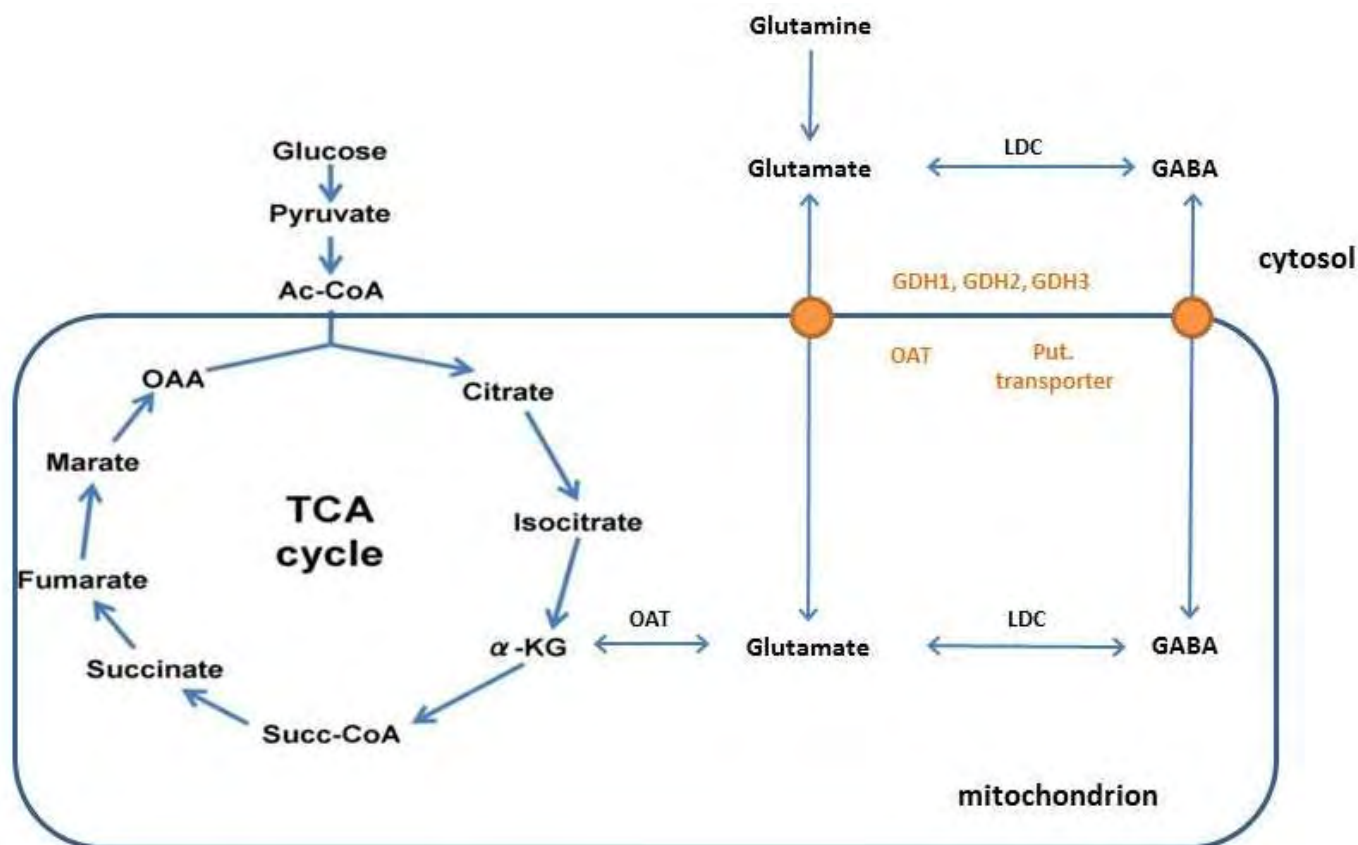 Glutamine
Glucose
Glutamate
LDC
GABA
Pyruvate
cytosol
Ac-CoA
GDH1, GDH2, GDH3
OAT
Put.
transporter
OAA
Citrate
Marate
TCA
cycle
Isocitrate
Fumarate
α-KG
OAT
Glutamate
LDC
GABA
Succinate
Succ-CoA
mitochondrion